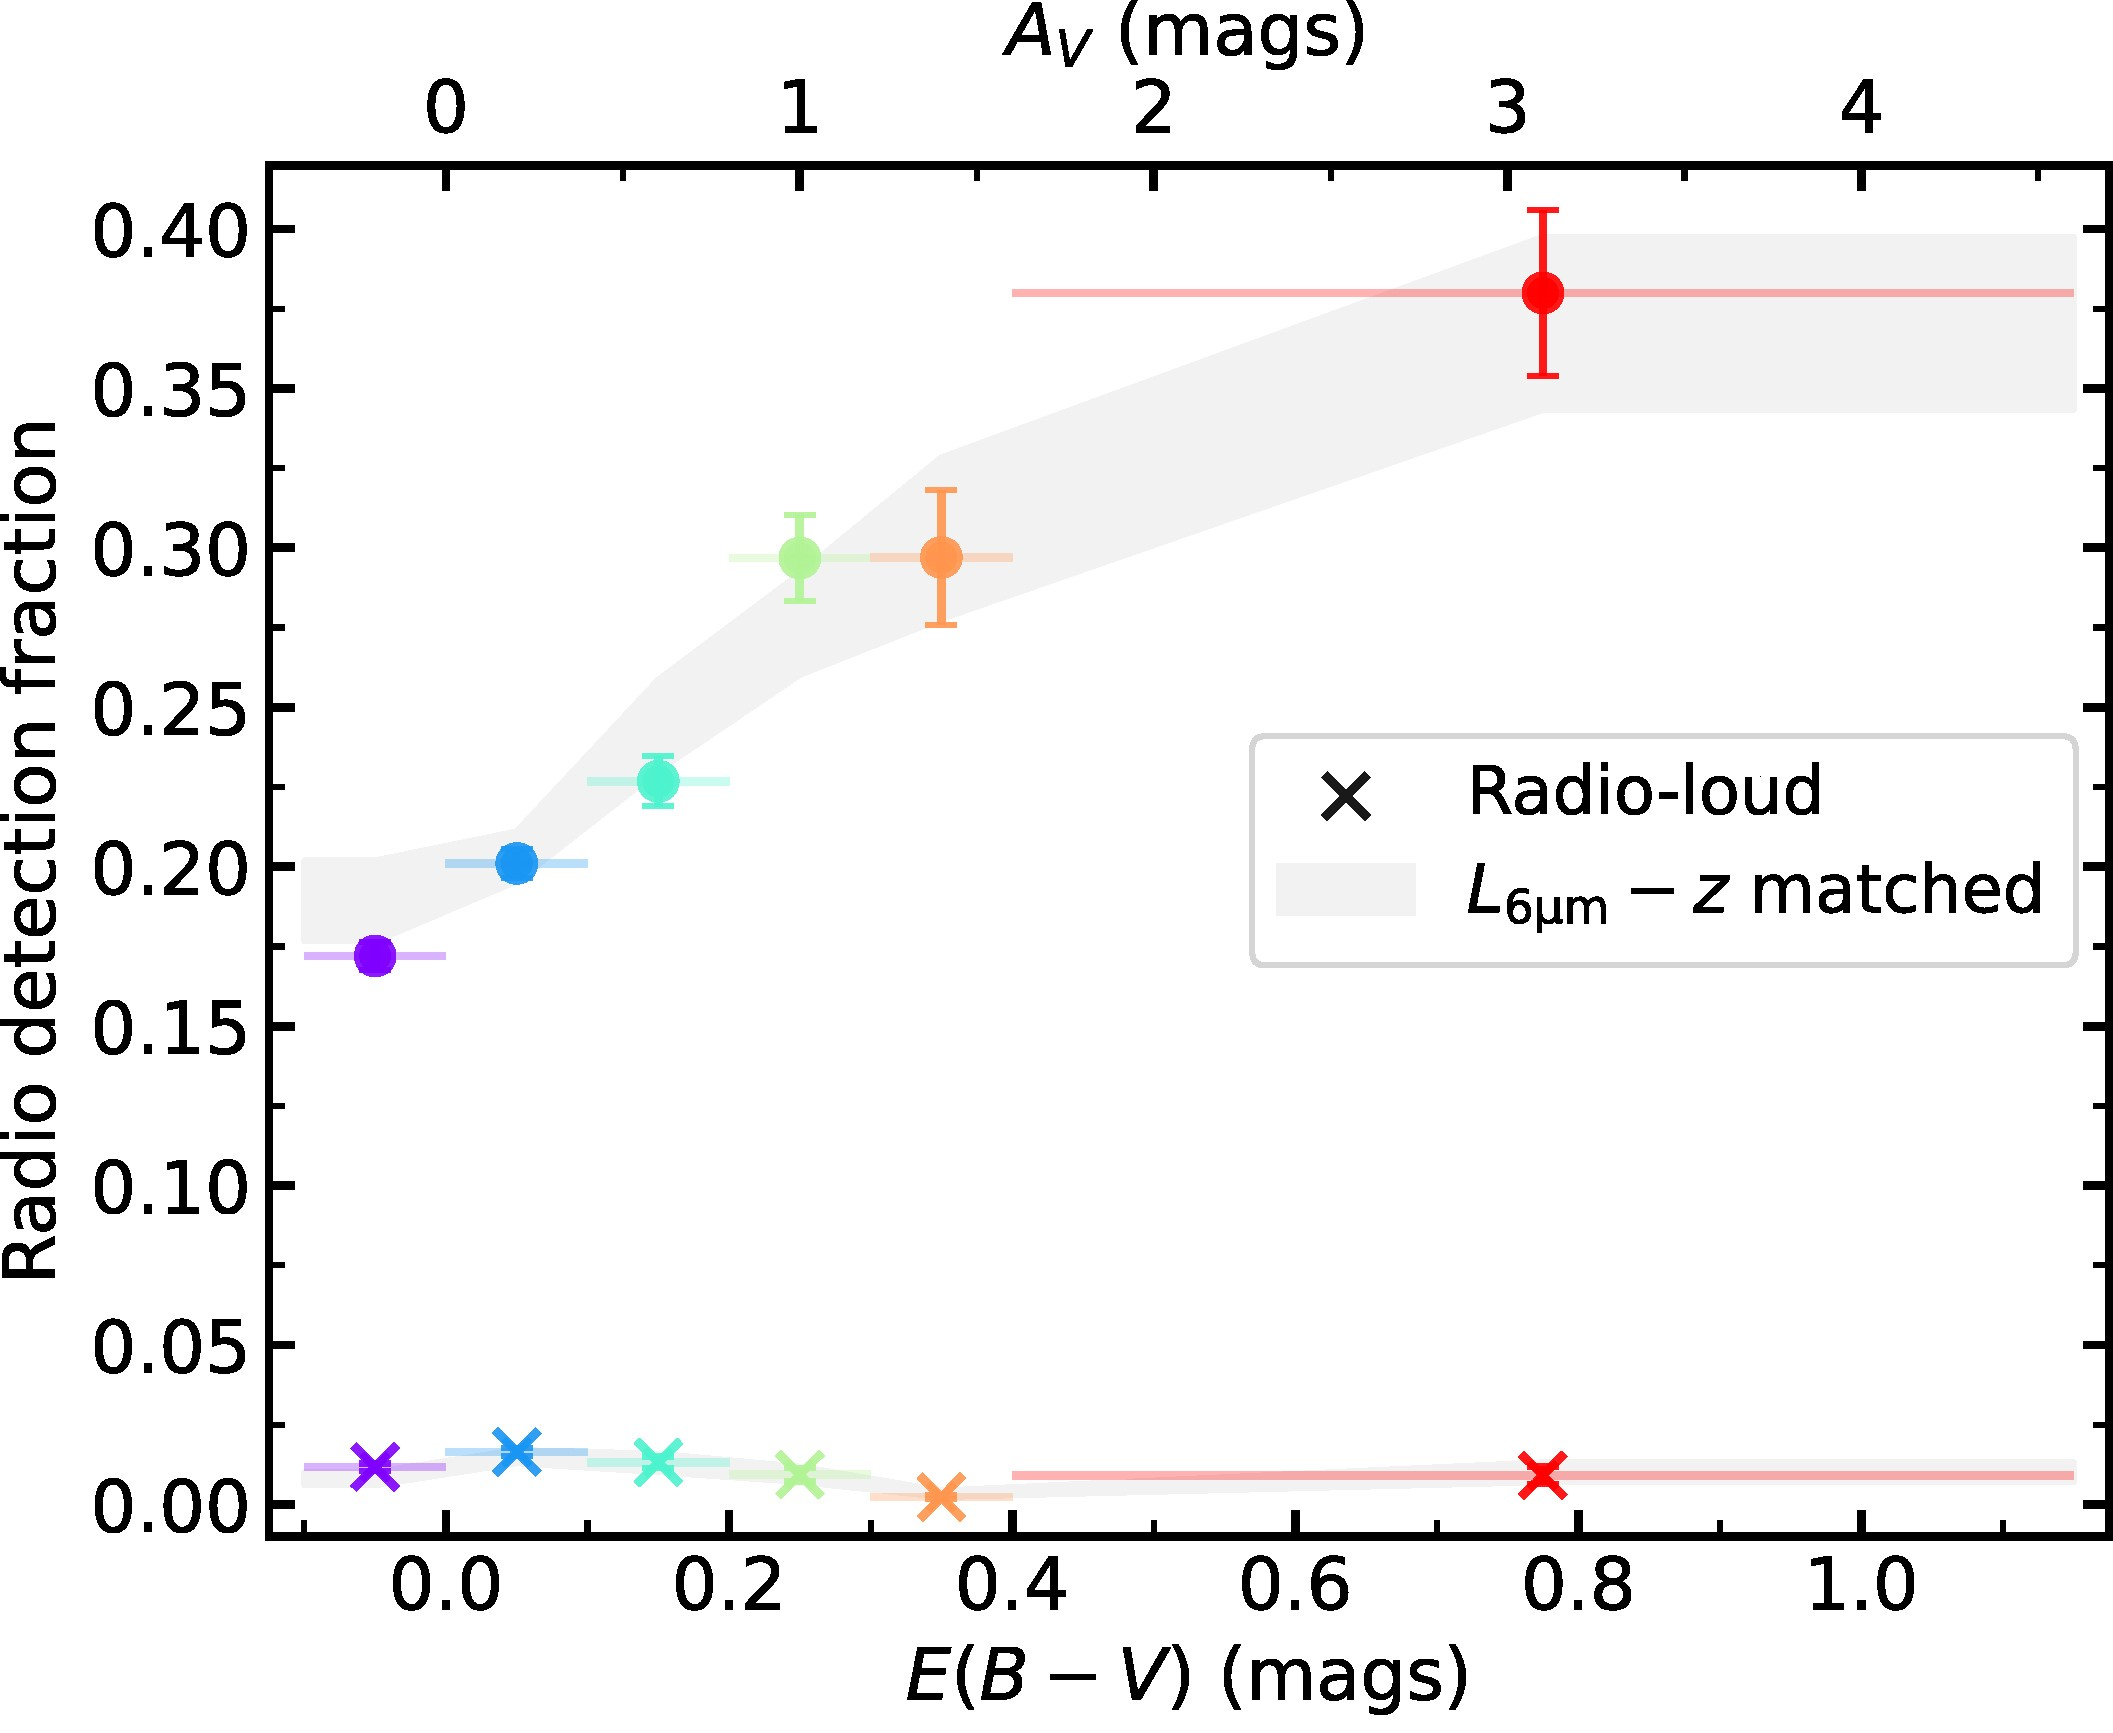 A_V (mags)
0 1 2 3 4
Radio detection fraction
0.40
0.35
0.30
0.25
0.20
0.15
0.10
0.05
0.00
Radio-loud
L_6μm − z matched
0.0 0.2 0.4 0.6 0.8 1.0
E(B − V) (mags)